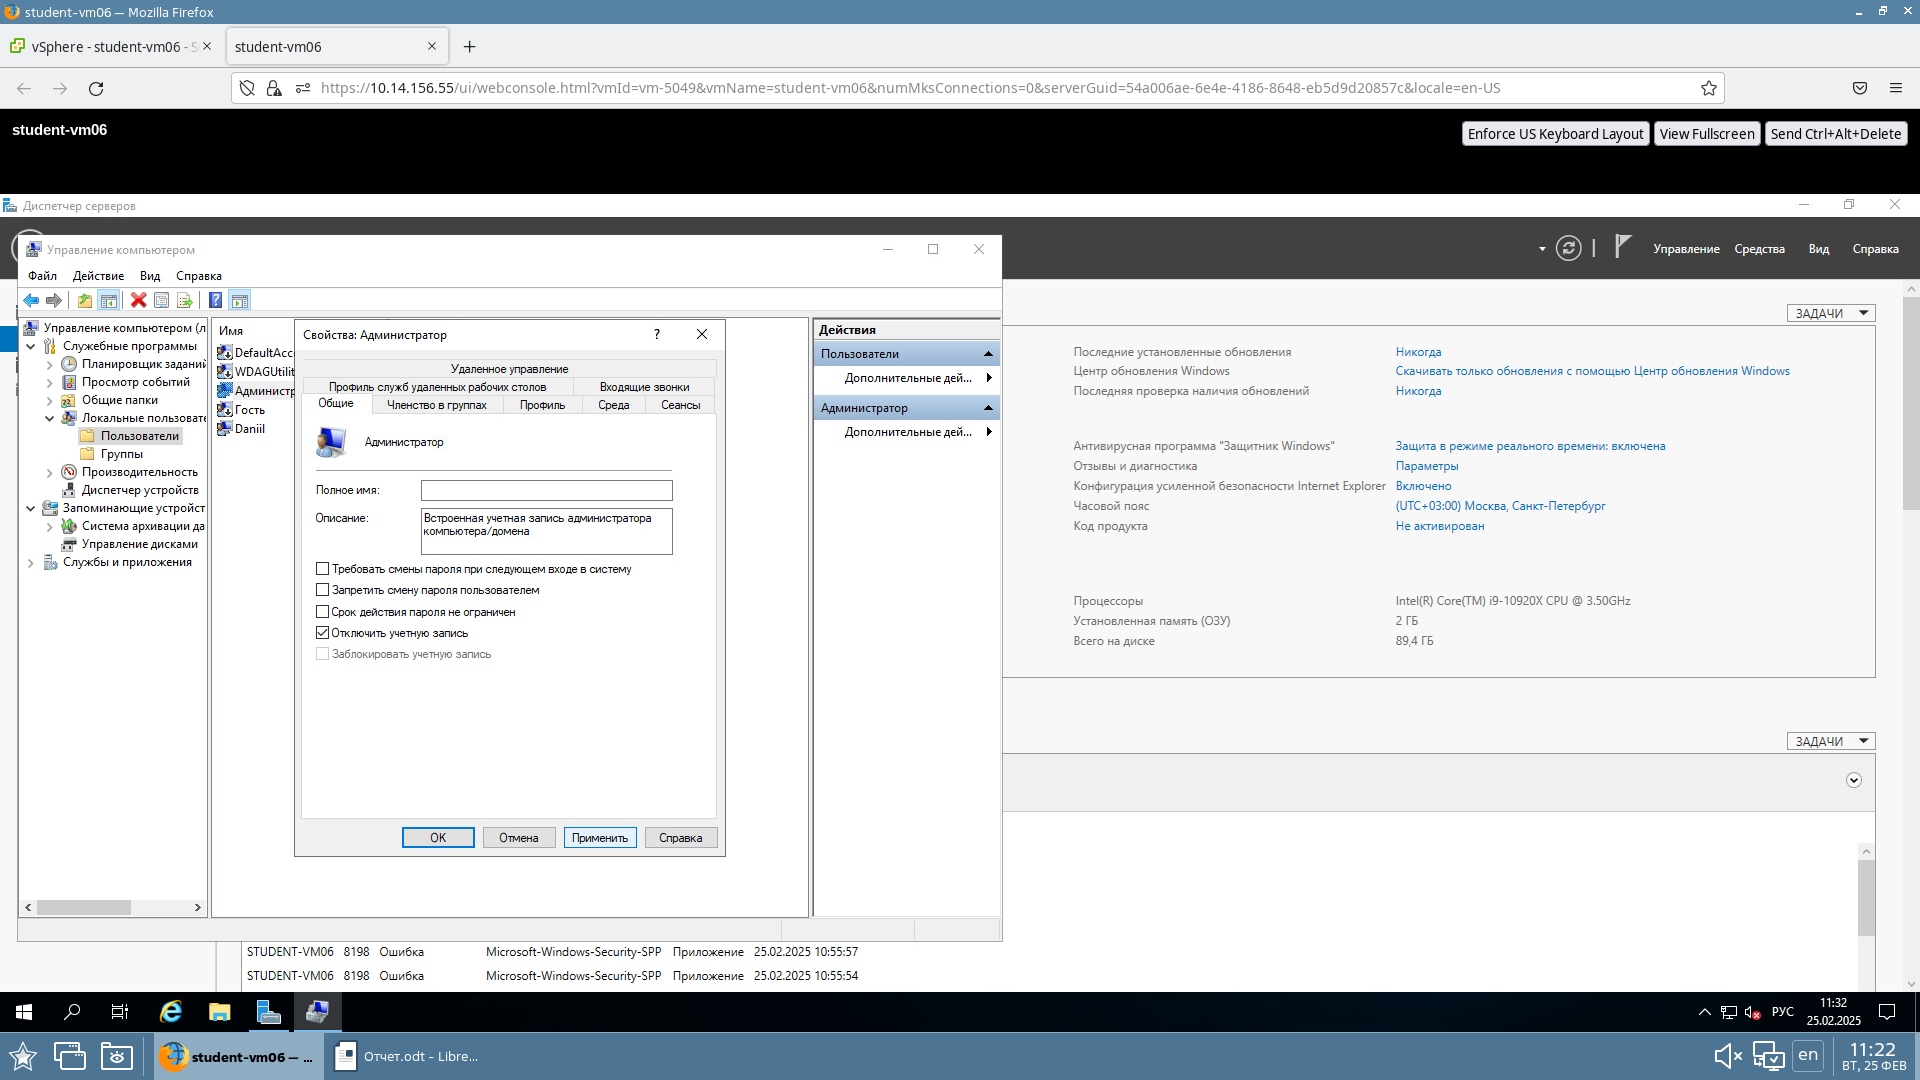 student-vm06 — Mozilla Firefox
vSphere - student-vm06 - S
student-vm06
https://10.14.156.55/ui/webconsole.html?vmId=vm-5049&vmName=student-vm06&numMksConnections=0&serverGuid=54a006ae-6e4e-4186-8648-eb5d9d20857c&locale=en-US
student-vm06
Enforce US Keyboard Layout
View Fullscreen
Send Ctrl+Alt+Delete
Диспетчер серверов
Управление
Средства
Вид
Справка
Управление компьютером
Файл
Действие
Вид
Справка
Управление компьютером (л
Служебные программы
Планировщик заданий
Просмотр событий
Общие папки
Локальные пользовате
Пользователи
Группы
Производительность
Диспетчер устройств
Запоминающие устройст
Система архивации да
Управление дисками
Службы и приложения
Имя
DefaultAcc
WDAGUtilit
Администр
Гость
Daniil
Свойства: Администратор
?
Удаленное управление
Профиль служб удаленных рабочих столов
Входящие звонки
Общие
Членство в группах
Профиль
Среда
Сеансы
Администратор
Полное имя:
Описание:
Встроенная учетная запись администратора
компьютера/домена
Требовать смены пароля при следующем входе в систему
Запретить смену пароля пользователем
Срок действия пароля не ограничен
Отключить учетную запись
Заблокировать учетную запись
OK
Отмена
Применить
Справка
Действия
Пользователи
Дополнительные дей...
Администратор
Дополнительные дей...
ЗАДАЧИ
Последние установленные обновления
Никогда
Центр обновления Windows
Скачивать только обновления с помощью Центр обновления Windows
Последняя проверка наличия обновлений
Никогда
Антивирусная программа "Защитник Windows"
Защита в режиме реального времени: включена
Отзывы и диагностика
Параметры
Конфигурация усиленной безопасности Internet Explorer
Включено
Часовой пояс
(UTC+03:00) Москва, Санкт-Петербург
Код продукта
Не активирован
Процессоры
Intel(R) Core(TM) i9-10920X CPU @ 3.50GHz
Установленная память (ОЗУ)
2 ГБ
Всего на диске
89,4 ГБ
ЗАДАЧИ
STUDENT-VM06 8198 Ошибка Microsoft-Windows-Security-SPP Приложение 25.02.2025 10:55:57
STUDENT-VM06 8198 Ошибка Microsoft-Windows-Security-SPP Приложение 25.02.2025 10:55:54
РУС
11:32
25.02.2025
student-vm06 — ...
Отчет.odt - Libre...
en
11:22
ВТ, 25 ФЕВ